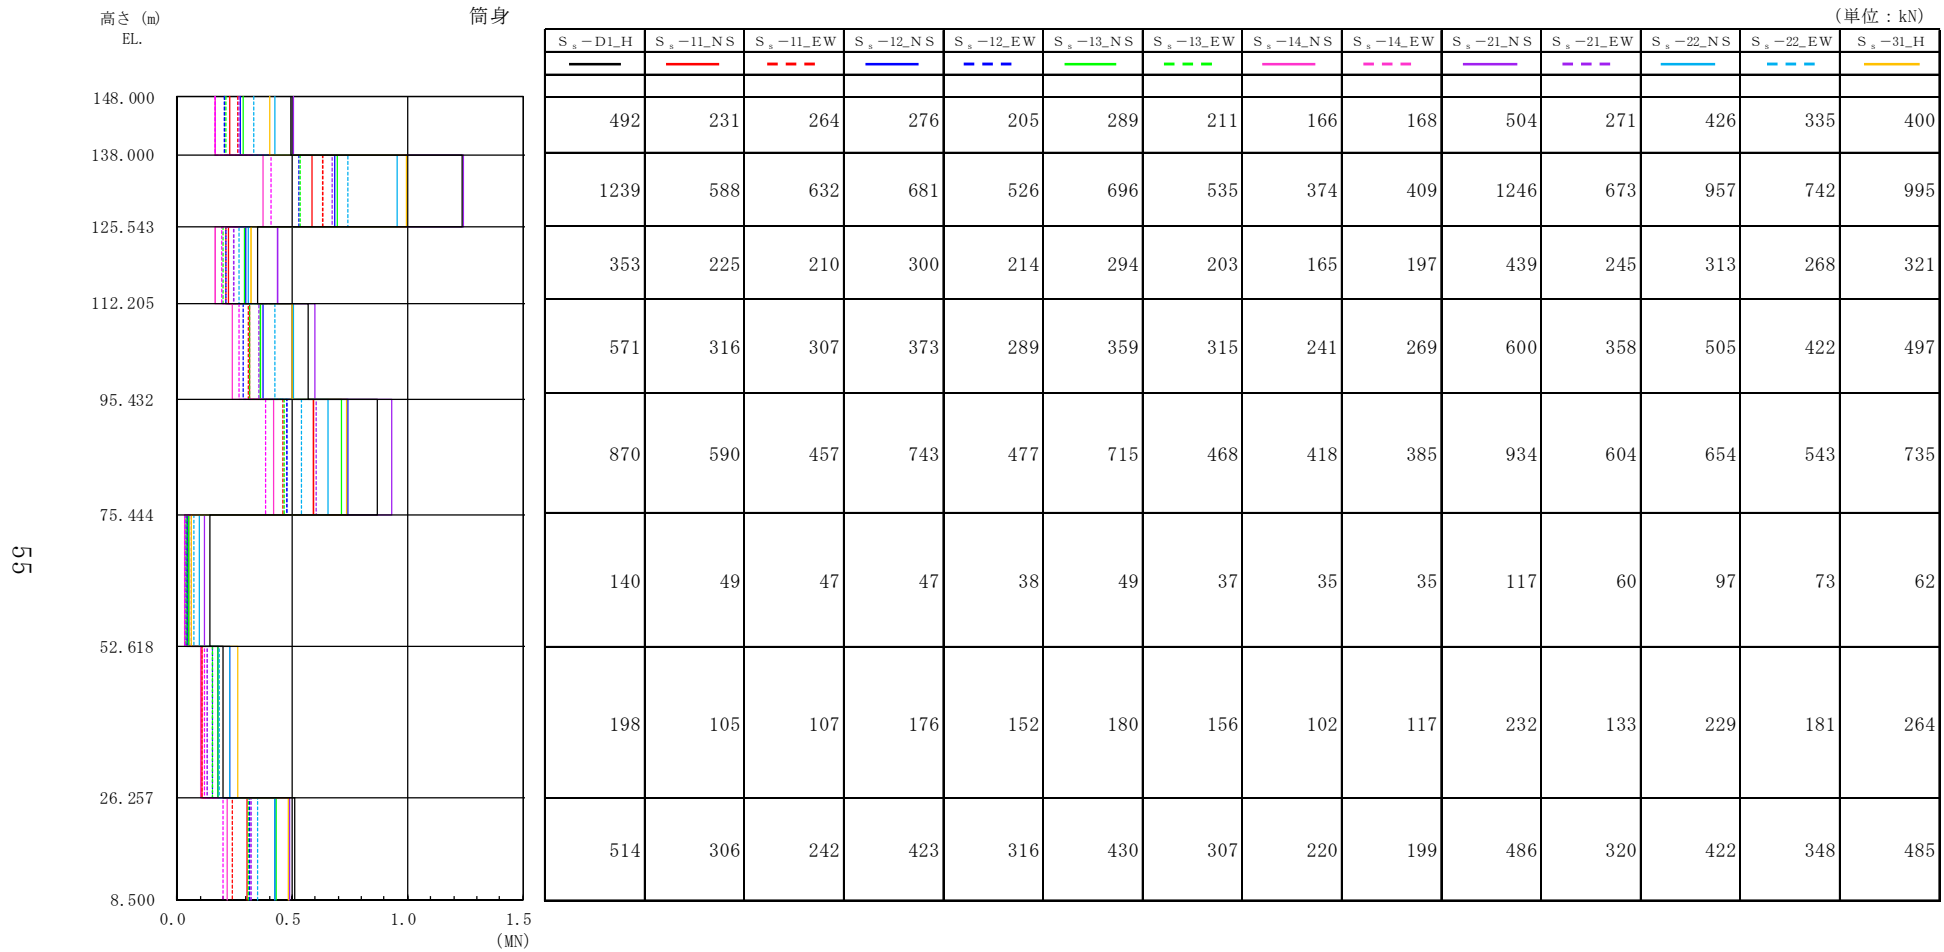 高さ (m)
EL.
筒身
(単位：kN)
Ss-D1_H Ss-11_NS Ss-11_EW Ss-12_NS Ss-12_EW Ss-13_NS Ss-13_EW Ss-14_NS Ss-14_EW Ss-21_NS Ss-21_EW Ss-22_NS Ss-22_EW Ss-31_H
148.000
492 231 264 276 205 289 211 166 168 504 271 426 335 400
138.000
1239 588 632 681 526 696 535 374 409 1246 673 957 742 995
125.543
353 225 210 300 214 294 203 165 197 439 245 313 268 321
112.205
571 316 307 373 289 359 315 241 269 600 358 505 422 497
95.432
870 590 457 743 477 715 468 418 385 934 604 654 543 735
75.444
140 49 47 47 38 49 37 35 35 117 60 97 73 62
52.618
198 105 107 176 152 180 156 102 117 232 133 229 181 264
26.257
514 306 242 423 316 430 307 220 199 486 320 422 348 485
8.500
0.0 0.5 1.0 1.5
(MN)
55